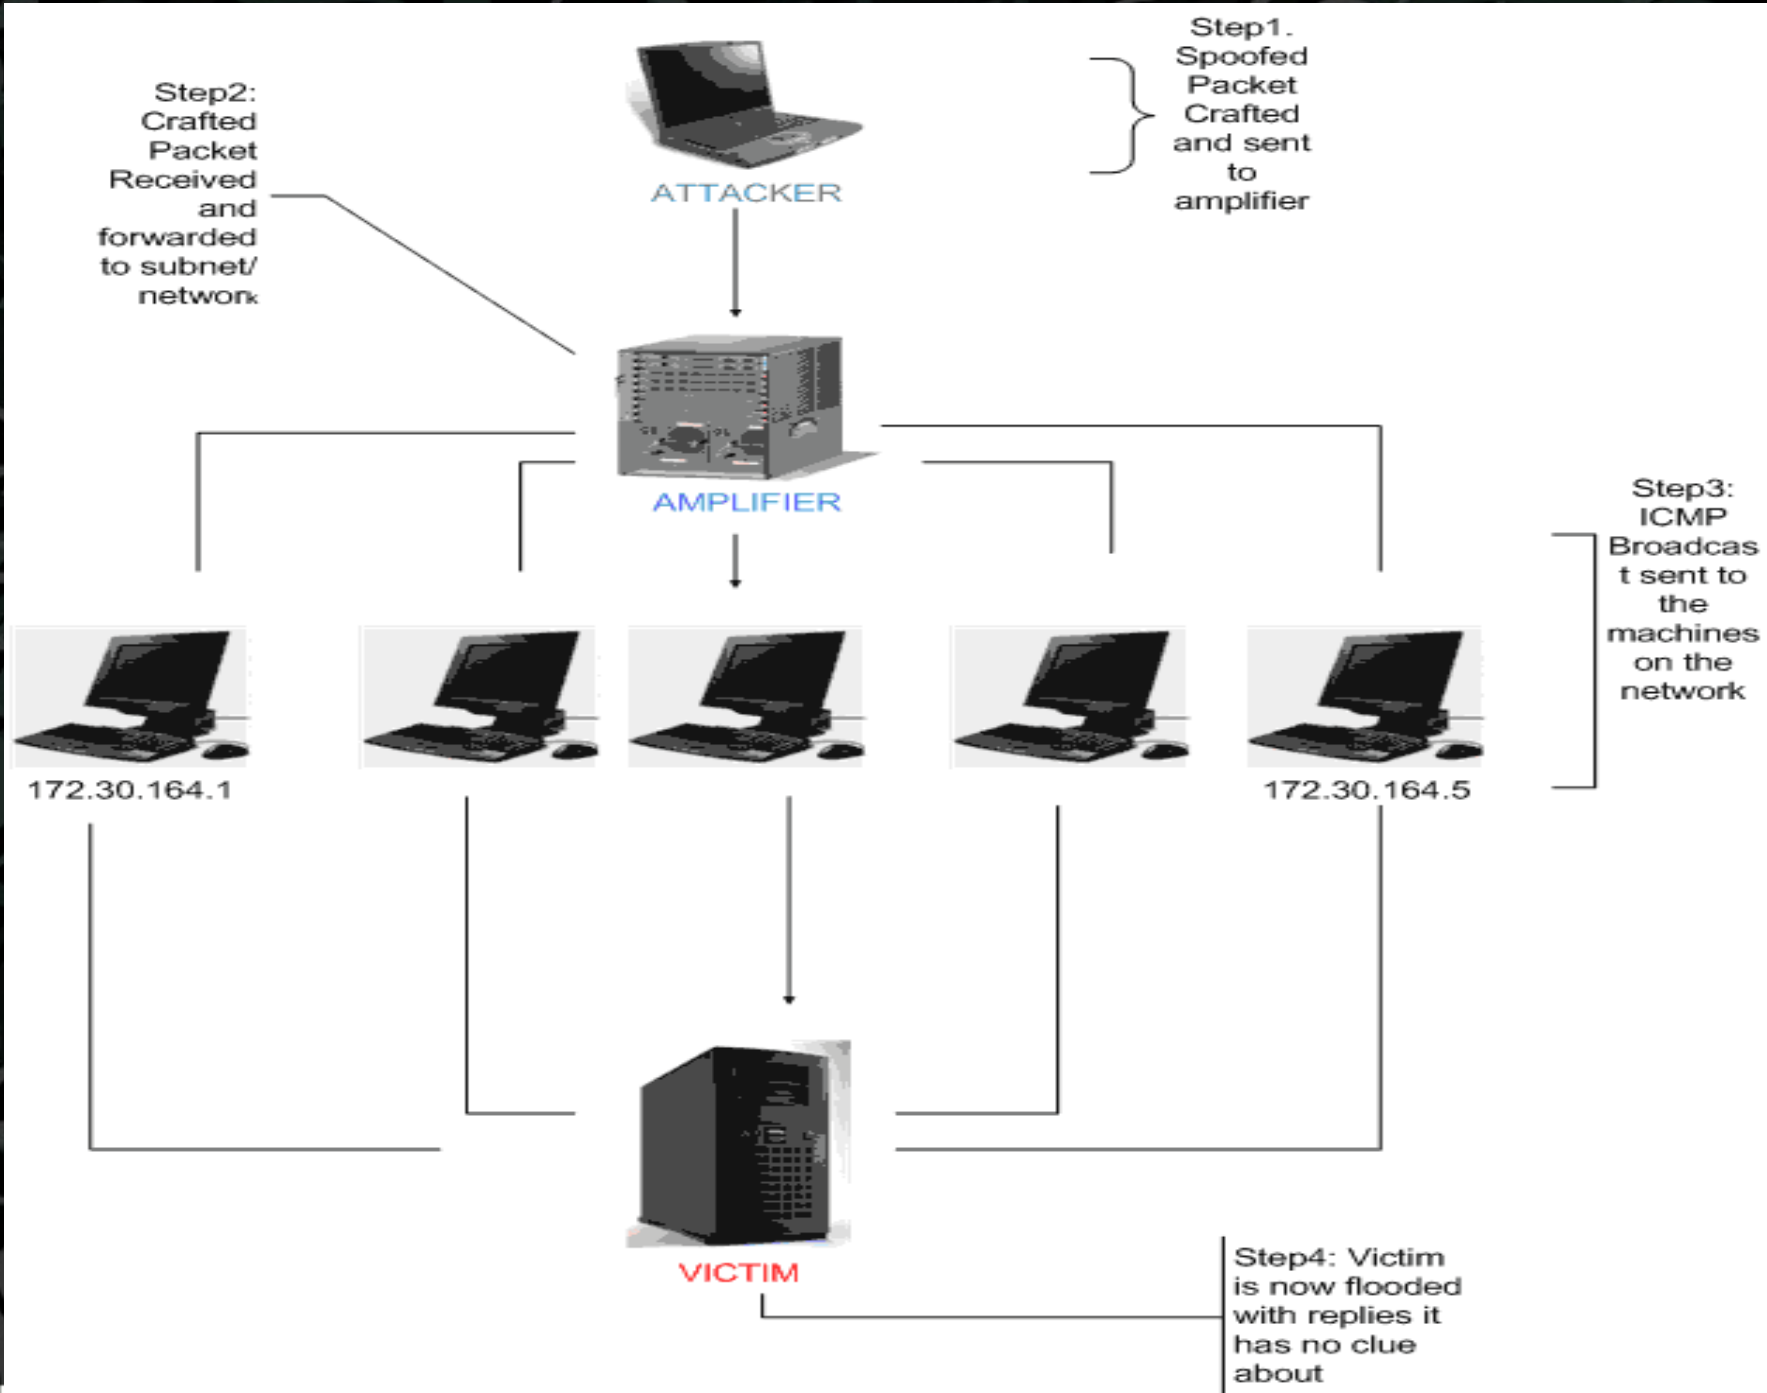 Step1.
Spoofed
Packet
Crafted
and sent
to
amplifier
Step2:
Crafted
Packet
Received
and
forwarded
to subnet/
network
ATTACKER
AMPLIFIER
Step3:
ICMP
Broadcas
t sent to
the
machines
on the
network
172.30.164.1
172.30.164.5
VICTIM
Step4: Victim
is now flooded
with replies it
has no clue
about